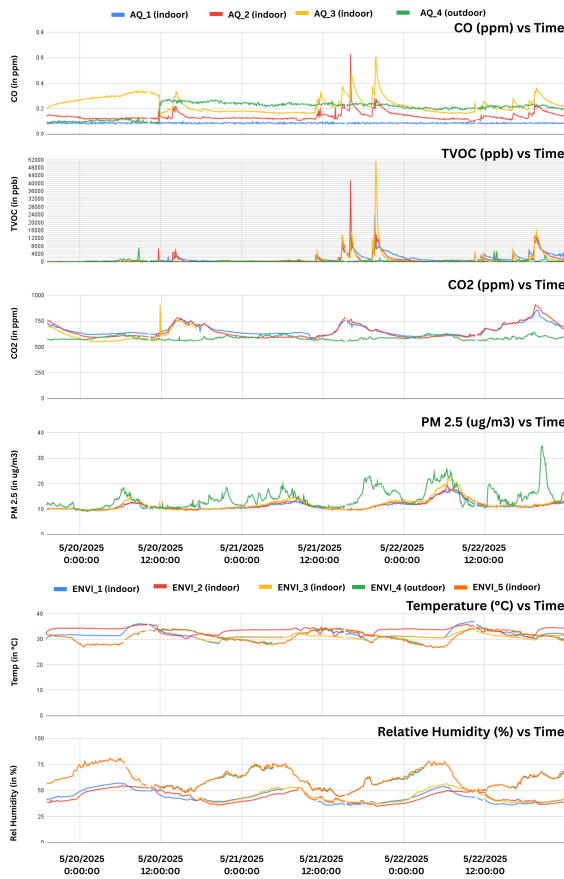 AQ_1 (indoor) AQ_2 (indoor) AQ_3 (indoor) AQ_4 (outdoor)
CO (ppm) vs Time
CO (in ppm)
0.8
0.6
0.4
0.2
0.0
TVOC (ppb) vs Time
TVOC (in ppb)
52000
48000
44000
40000
36000
32000
28000
24000
20000
16000
12000
8000
4000
0
CO2 (ppm) vs Time
CO2 (in ppm)
1000
750
500
250
0
PM 2.5 (ug/m3) vs Time
PM 2.5 (in ug/m3)
40
30
20
10
0
5/20/2025 5/20/2025 5/21/2025 5/21/2025 5/22/2025 5/22/2025
0:00:00 12:00:00 0:00:00 12:00:00 0:00:00 12:00:00
ENVI_1 (indoor) ENVI_2 (indoor) ENVI_3 (indoor) ENVI_4 (outdoor) ENVI_5 (indoor)
Temperature (°C) vs Time
Temp (in °C)
40
30
20
10
0
Relative Humidity (%) vs Time
Rel Humidity (in %)
100
75
50
25
0
5/20/2025 5/20/2025 5/21/2025 5/21/2025 5/22/2025 5/22/2025
0:00:00 12:00:00 0:00:00 12:00:00 0:00:00 12:00:00